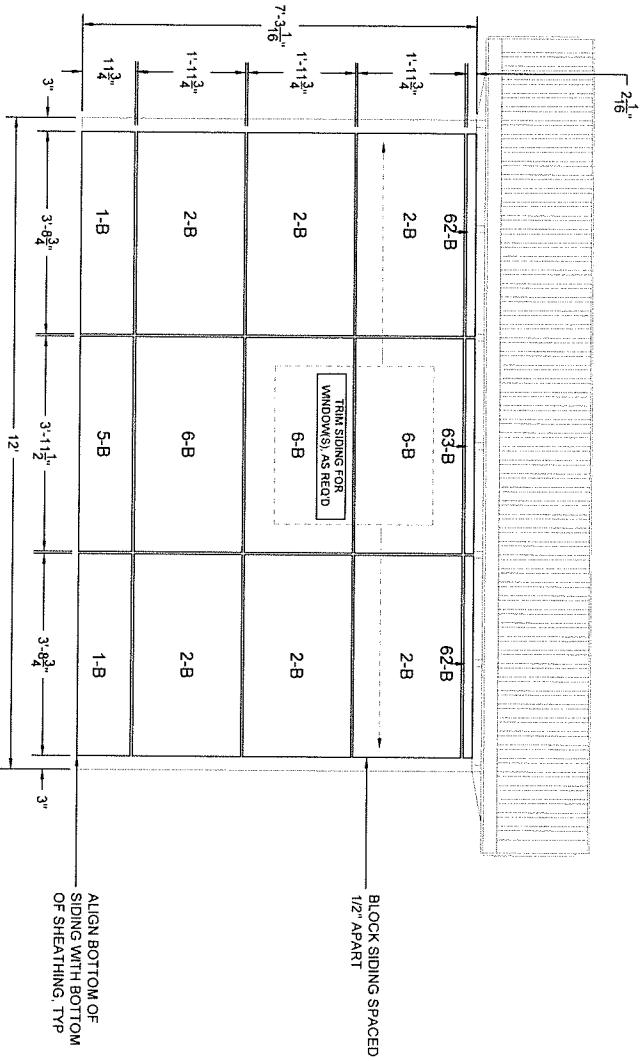 2 1/16"
7'-3 1/16"
1'-11 3/4"
1'-11 3/4"
1'-11 3/4"
11 3/4"
62-B
63-B
62-B
2-B
6-B
2-B
2-B
6-B
2-B
TRIM SIDING FOR
WINDOW(S), AS REQ'D
2-B
6-B
2-B
1-B
5-B
1-B
3"
3'-8 3/4"
3'-11 1/2"
3'-8 3/4"
3"
12'
BLOCK SIDING SPACED
1/2" APART
ALIGN BOTTOM OF
SIDING WITH BOTTOM
OF SHEATHING, TYP